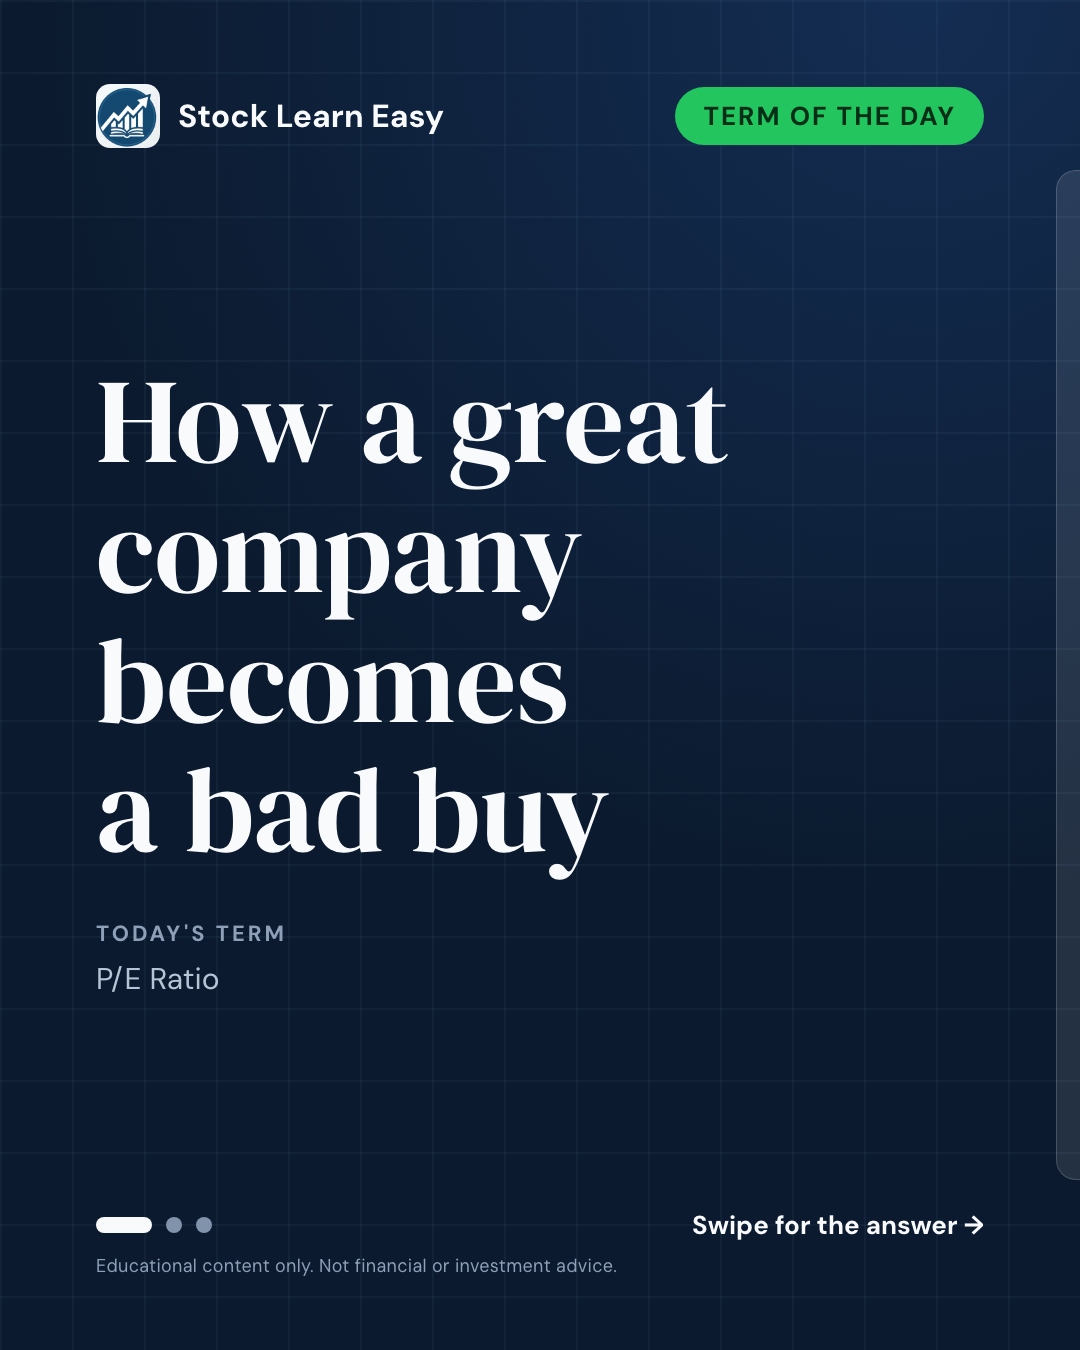 Stock Learn Easy
TERM OF THE DAY
How a great
company
becomes
a bad buy
TODAY'S TERM
P/E Ratio
Swipe for the answer →
Educational content only. Not financial or investment advice.